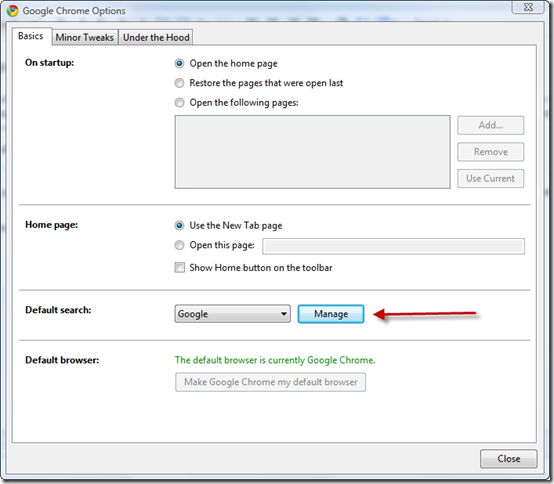 Google Chrome Options
Basics Minor Tweaks Under the Hood
On startup: Open the home page
Restore the pages that were open last
Open the following pages:
Add...
Remove
Use Current
Home page: Use the New Tab page
Open this page:
Show Home button on the toolbar
Default search: Google Manage
Default browser: The default browser is currently Google Chrome.
Make Google Chrome my default browser
Close